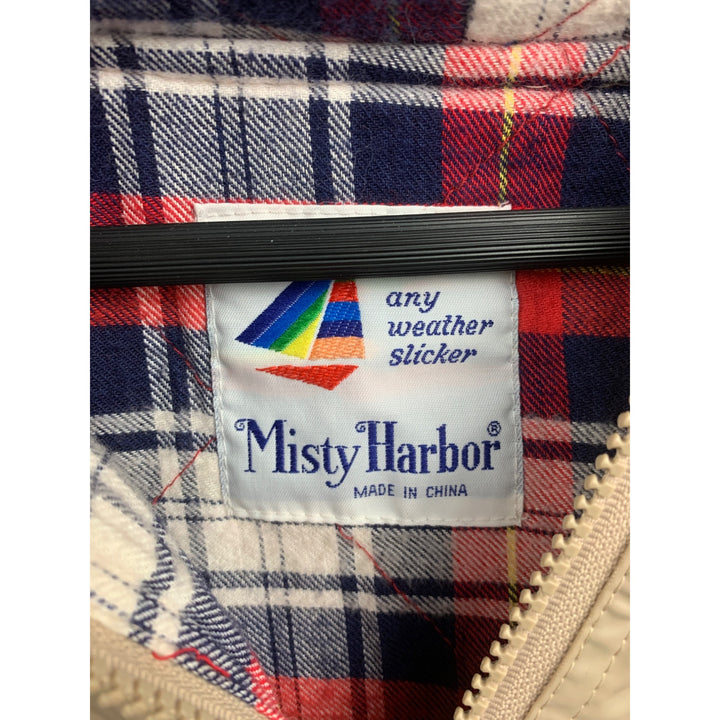 any
weather
slicker
Misty Harbor®
MADE IN CHINA